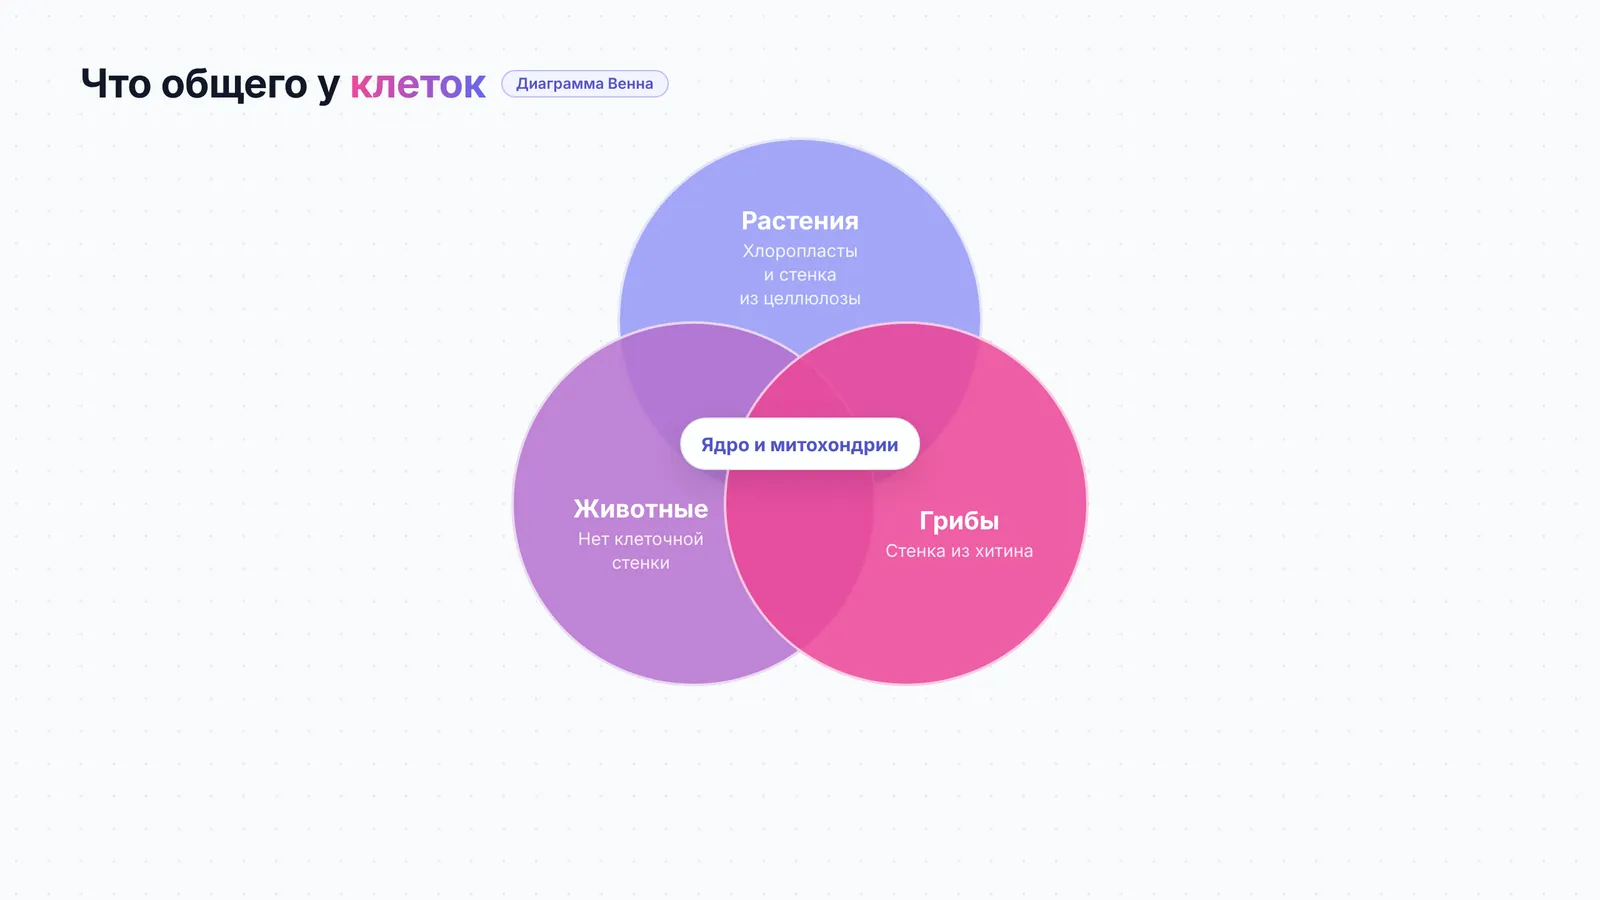 Что общего у клеток
Диаграмма Венна
Растения
Хлоропласты
и стенка
из целлюлозы
Ядро и митохондрии
Животные
Нет клеточной
стенки
Грибы
Стенка из хитина